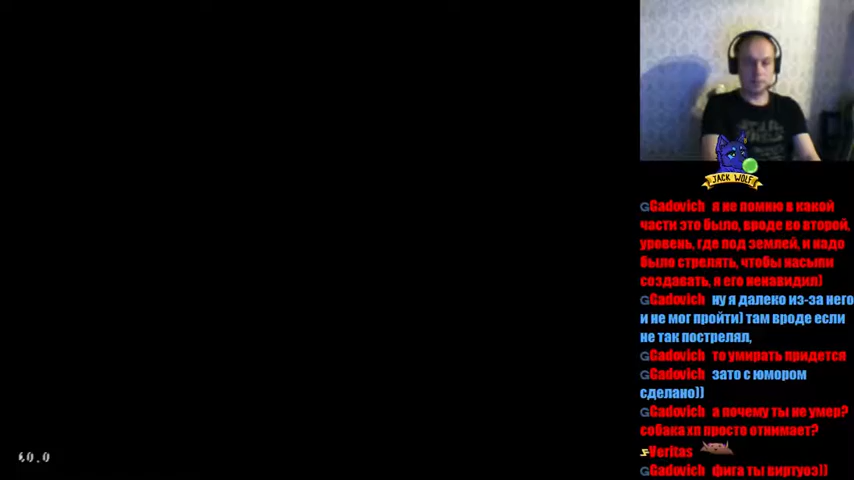 JACK WOLF
Gadovich я не помню в какой
части это было, вроде во второй,
уровень, где под землей, и надо
было стрелять, чтобы насыпи
создавать, я его ненавидил)
Gadovich ну я далеко из-за него
и не мог пройти) там вроде если
не так пострелял,
Gadovich то умирать придется
Gadovich зато с юмором
сделано))
Gadovich а почему ты не умер?
собака хп просто отнимает?
Veritas
Gadovich фига ты виртуоз))
60.0